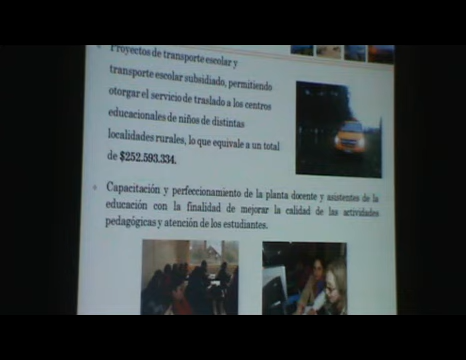 Proyectos de transporte escolar y
transporte escolar subsidiado, permitiendo
otorgar el servicio de traslado a los centros
educacionales de niños de distintas
localidades rurales, lo que equivale a un total
de $252.593.334.
Capacitación y perfeccionamiento de la planta docente y asistentes de la
educación con la finalidad de mejorar la calidad de las actividades
pedagógicas y atención de los estudiantes.